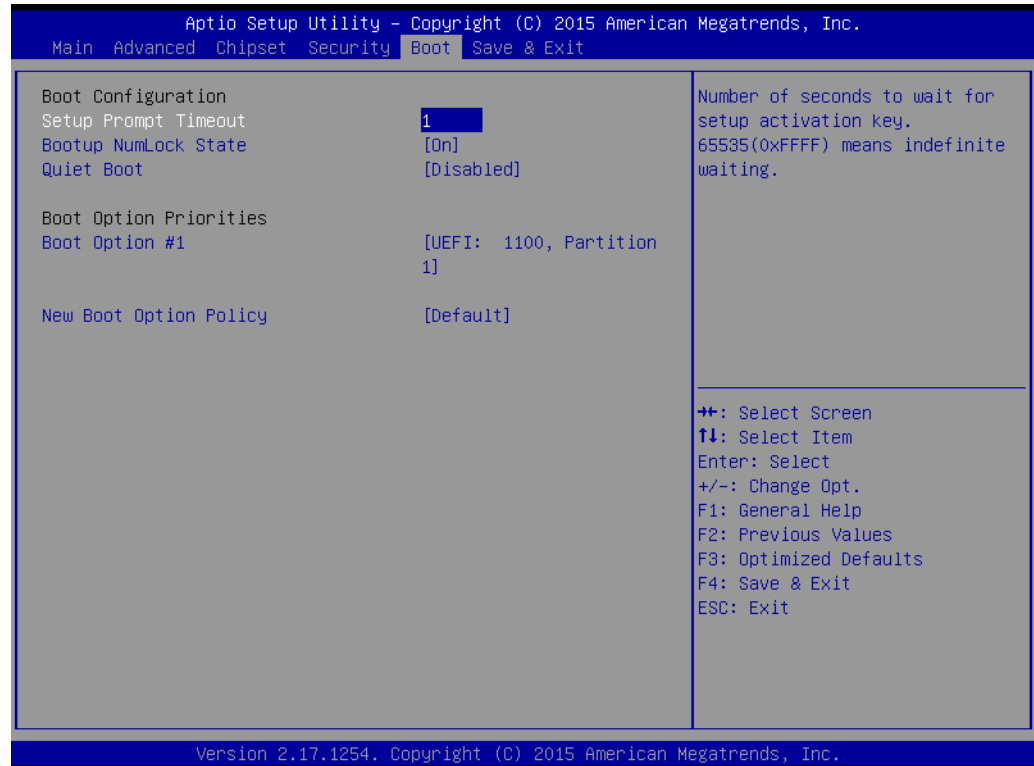 Aptio Setup Utility – Copyright (C) 2015 American Megatrends, Inc.
Main Advanced Chipset Security Boot Save & Exit
Boot Configuration
Setup Prompt Timeout 1
Bootup NumLock State [On]
Quiet Boot [Disabled]
Boot Option Priorities
Boot Option #1 [UEFI: 1100, Partition
1]
New Boot Option Policy [Default]
Number of seconds to wait for
setup activation key.
65535(0xFFFF) means indefinite
waiting.
→←: Select Screen
↑↓: Select Item
Enter: Select
+/-: Change Opt.
F1: General Help
F2: Previous Values
F3: Optimized Defaults
F4: Save & Exit
ESC: Exit
Version 2.17.1254. Copyright (C) 2015 American Megatrends, Inc.